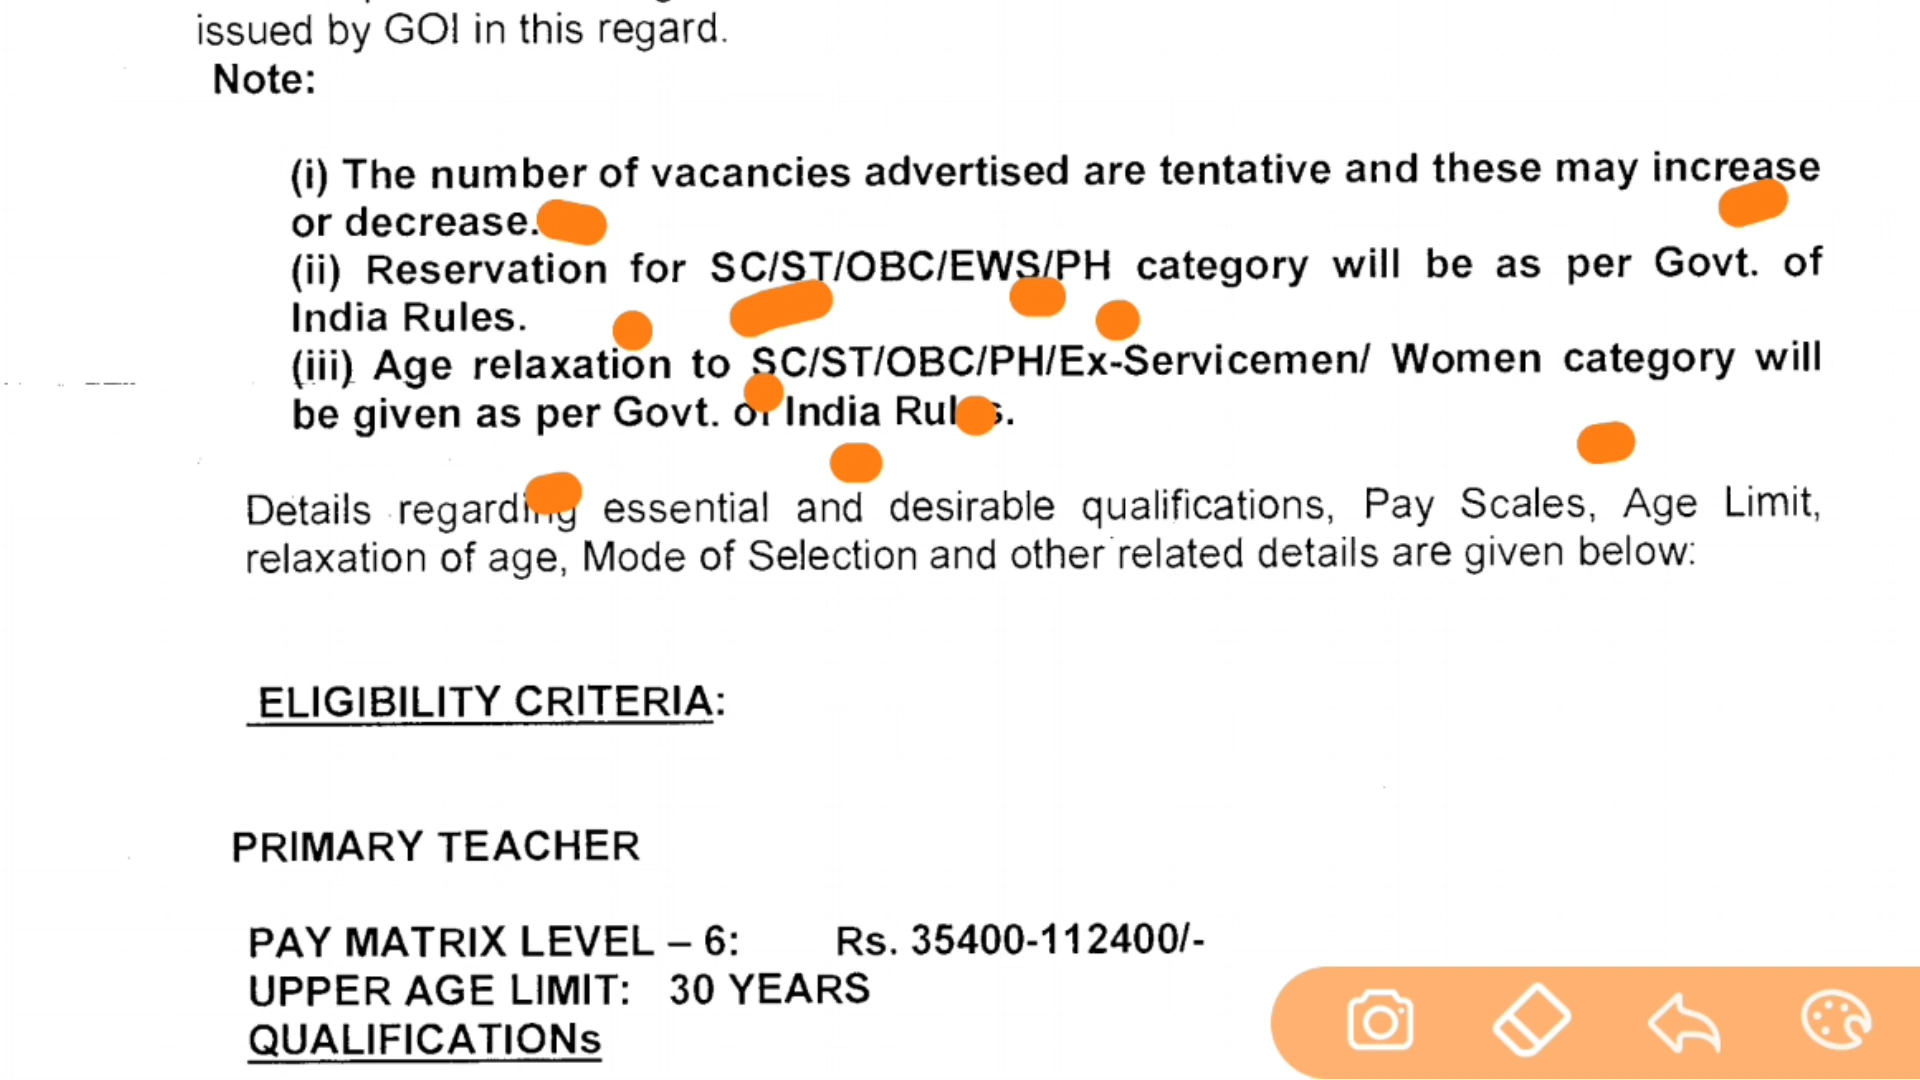 issued by GOI in this regard.
Note:
(i) The number of vacancies advertised are tentative and these may increase
or decrease.
(ii) Reservation for SC/ST/OBC/EWS/PH category will be as per Govt. of
India Rules.
(iii) Age relaxation to SC/ST/OBC/PH/Ex-Servicemen/ Women category will
be given as per Govt. of India Rules.
Details regarding essential and desirable qualifications, Pay Scales, Age Limit,
relaxation of age, Mode of Selection and other related details are given below:
ELIGIBILITY CRITERIA:
PRIMARY TEACHER
PAY MATRIX LEVEL – 6: Rs. 35400-112400/-
UPPER AGE LIMIT: 30 YEARS
QUALIFICATIONs